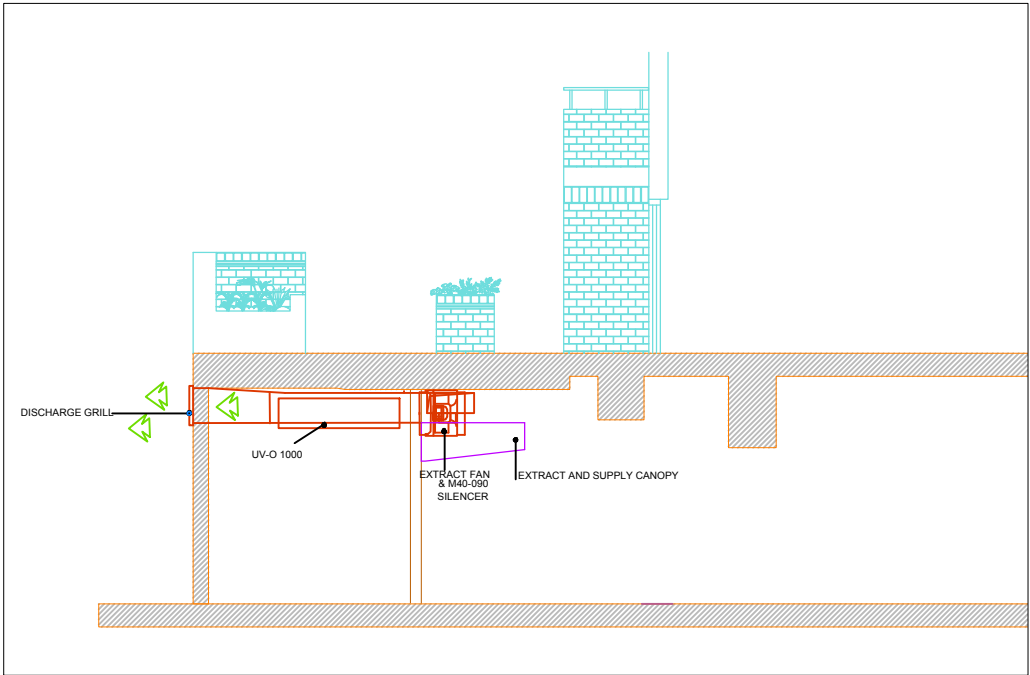 DISCHARGE GRILL
UV-O 1000
EXTRACT FAN
& M40-090
SILENCER
EXTRACT AND SUPPLY CANOPY